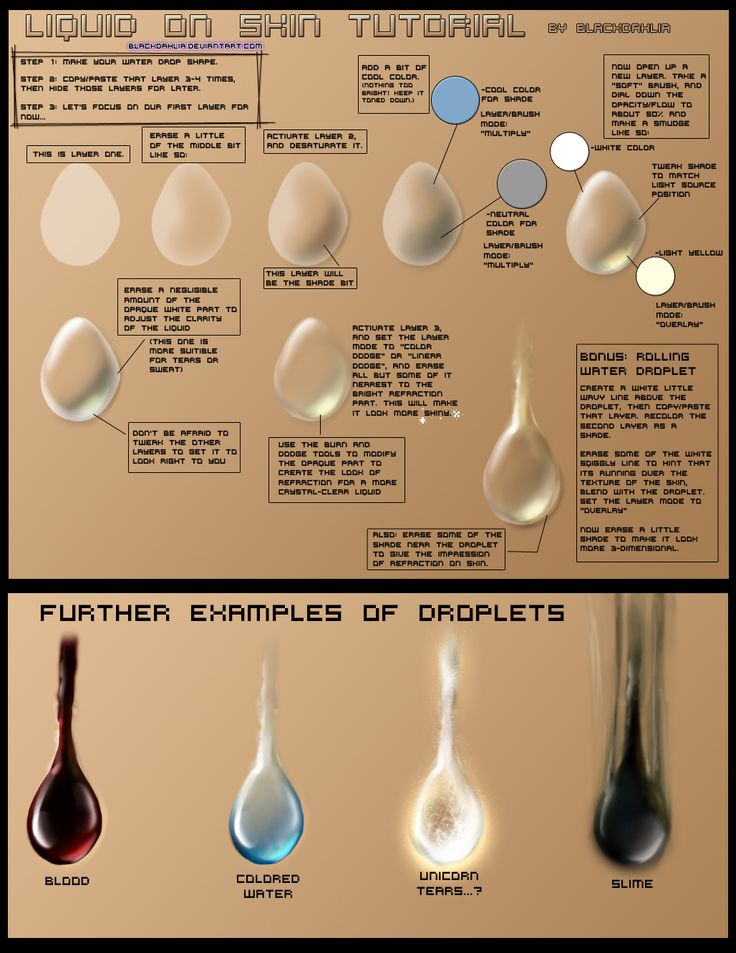 LIQUID ON SKIN TUTORIAL BY BLACKDAHLIA
BLACKDAHLIA.DEVIANTART.COM
STEP 1: MAKE YOUR WATER DROP SHAPE.
STEP 2: COPY/PASTE THAT LAYER 3-4 TIMES,
THEN HIDE THOSE LAYERS FOR LATER.
STEP 3: LET'S FOCUS ON OUR FIRST LAYER FOR
NOW...
THIS IS LAYER ONE.
ERASE A LITTLE
OF THE MIDDLE BIT
LIKE SO:
ACTIVATE LAYER 2,
AND DESATURATE IT.
THIS LAYER WILL
BE THE SHADE BIT
ADD A BIT OF
COOL COLOR.
(NOTHING TOO
BRIGHT! KEEP IT
TONED DOWN.)
-COOL COLOR
FOR SHADE
LAYER/BRUSH
MODE:
"MULTIPLY"
-NEUTRAL
COLOR FOR
SHADE
LAYER/BRUSH
MODE:
"MULTIPLY"
NOW OPEN UP A
NEW LAYER. TAKE A
"SOFT" BRUSH, AND
DIAL DOWN THE
OPACITY/FLOW TO
ABOUT 50% AND
MAKE A SMUDGE
LIKE SO:
-WHITE COLOR
TWEAK SHADE
TO MATCH
LIGHT SOURCE
POSITION
-LIGHT YELLOW
LAYER/BRUSH
MODE:
"OVERLAY"
ERASE A NEGLIGIBLE
AMOUNT OF THE
OPAQUE WHITE PART TO
ADJUST THE CLARITY
OF THE LIQUID
(THIS ONE IS
MORE SUITIBLE
FOR TEARS OR
SWEAT)
DON'T BE AFRAID TO
TWEAK THE OTHER
LAYERS TO GET IT TO
LOOK RIGHT TO YOU
ACTIVATE LAYER 3,
AND SET THE LAYER
MODE TO "COLOR
DODGE" OR "LINEAR
DODGE", AND ERASE
ALL BUT SOME OF IT
NEAREST TO THE
BRIGHT REFRACTION
PART. THIS WILL MAKE
IT LOOK MORE SHINY.
USE THE BURN AND
DODGE TOOLS TO MODIFY
THE OPAQUE PART TO
CREATE THE LOOK OF
REFRACTION FOR A MORE
CRYSTAL-CLEAR LIQUID
ALSO: ERASE SOME OF THE
SHADE NEAR THE DROPLET
TO GIVE THE IMPRESSION
OF REFRACTION ON SKIN.
BONUS: ROLLING
WATER DROPLET
CREATE A WHITE LITTLE
WAVY LINE ABOVE THE
DROPLET, THEN COPY/PASTE
THAT LAYER. RECOLOR THE
SECOND LAYER AS A
SHADE.
ERASE SOME OF THE WHITE
SQIGGLY LINE TO HINT THAT
ITS RUNNING OVER THE
TEXTURE OF THE SKIN,
BLEND WITH THE DROPLET.
SET THE LAYER MODE TO
"OVERLAY"
NOW ERASE A LITTLE
SHADE TO MAKE IT LOOK
MORE 3-DIMENSIONAL.
FURTHER EXAMPLES OF DROPLETS
BLOOD
COLORED
WATER
UNICORN
TEARS...?
SLIME